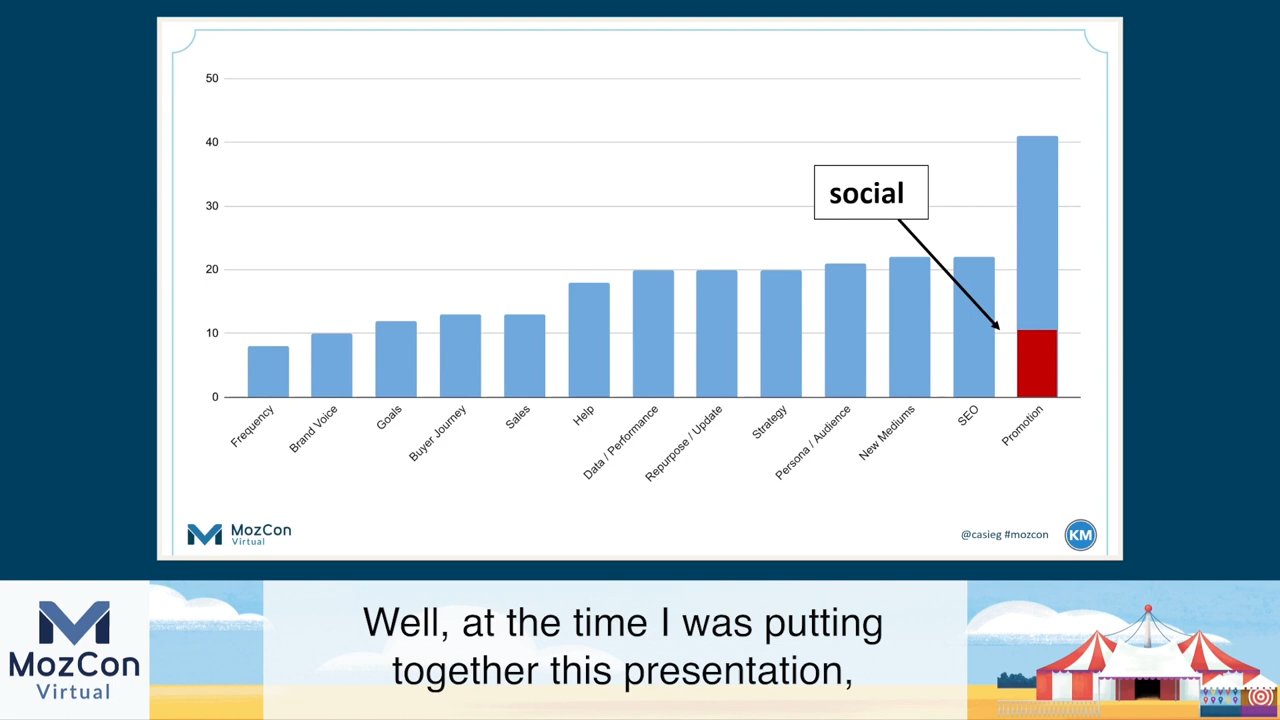 50
40
30
20
10
0
social
Frequency
Brand Voice
Goals
Buyer Journey
Sales
Help
Data / Performance
Repurpose / Update
Strategy
Persona / Audience
New Mediums
SEO
Promotion
MozCon
Virtual
@casieg #mozcon
KM
MozCon
Virtual
Well, at the time I was putting
together this presentation,